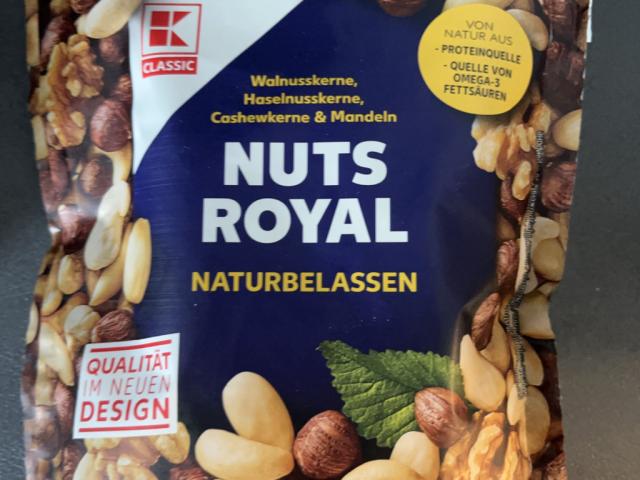 K
CLASSIC
VON
NATUR AUS
- PROTEINQUELLE
- QUELLE VON
OMEGA-3
FETTSÄUREN
Walnusskerne,
Haselnusskerne,
Cashewkerne & Mandeln
NUTS
ROYAL
NATURBELASSEN
QUALITÄT
IM NEUEN
DESIGN